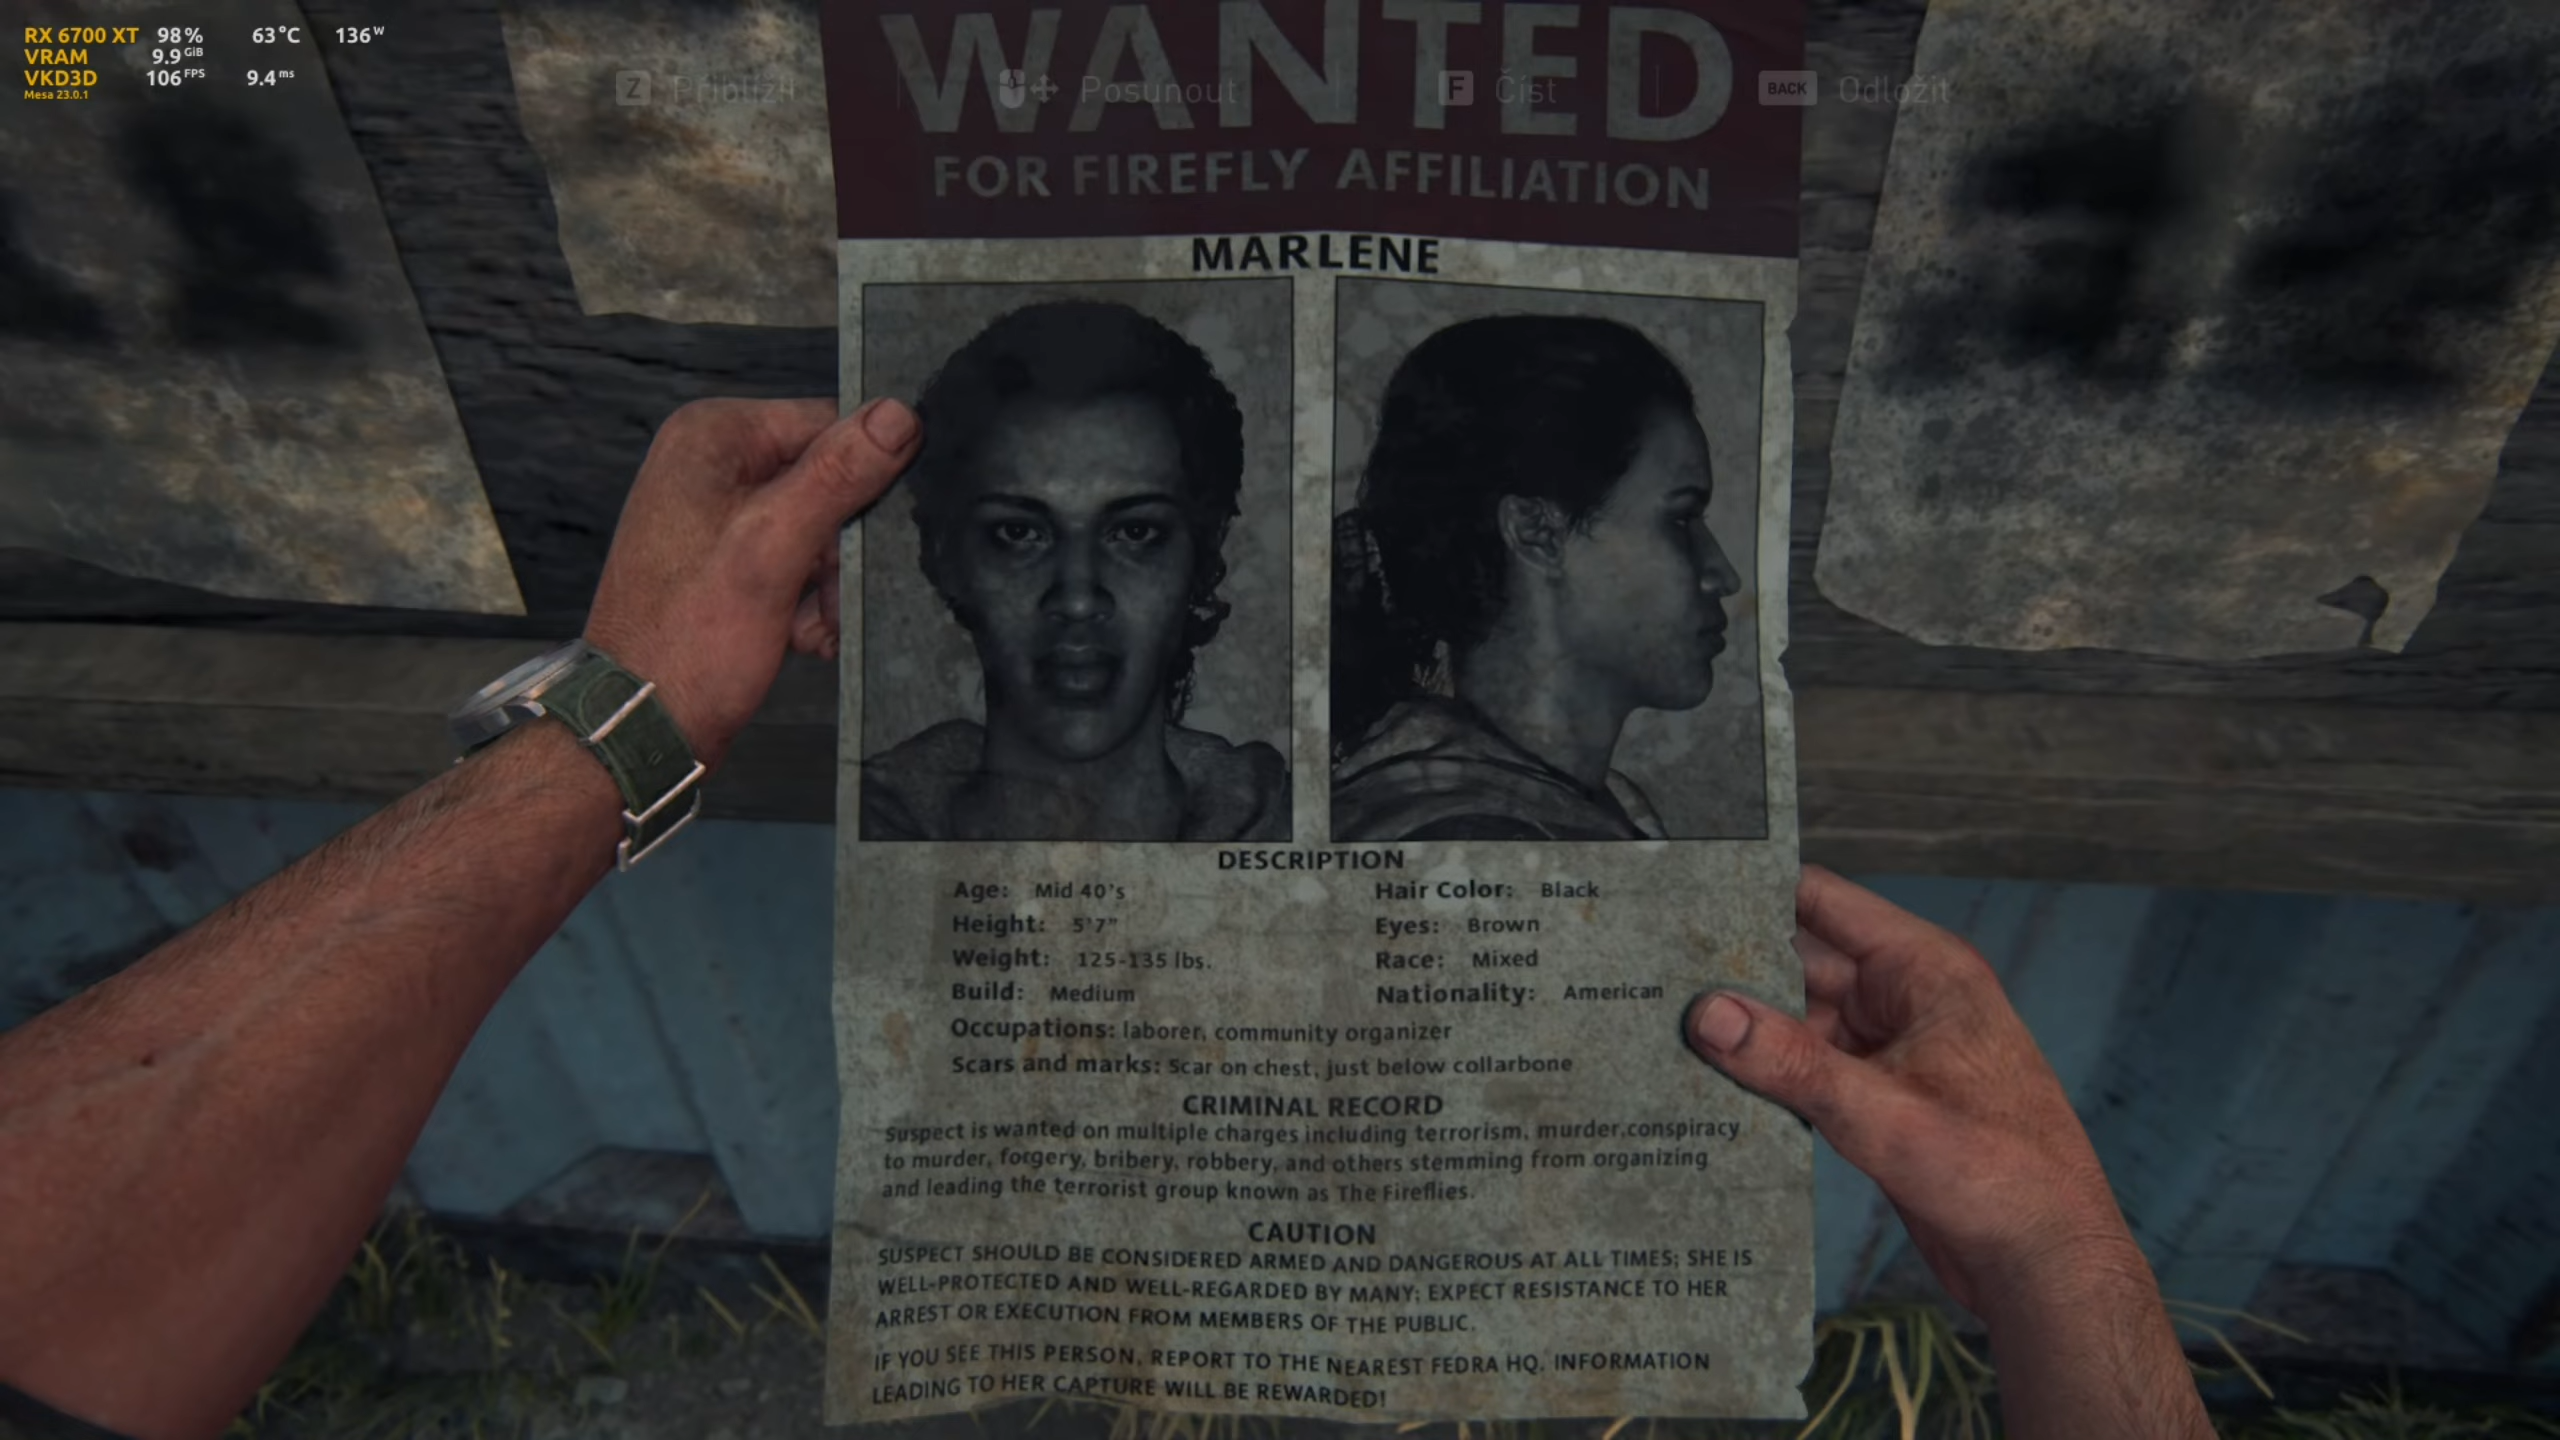 RX 6700 XT 98% 63°C 136W
VRAM 9.9GiB
VKD3D 106FPS 9.4ms
Mesa 23.0.1
Z Přiblížit Posunout F Číst BACK Odložit
WANTED
FOR FIREFLY AFFILIATION
MARLENE
DESCRIPTION
Age: Mid 40's Hair Color: Black
Height: 5'7" Eyes: Brown
Weight: 125-135 lbs. Race: Mixed
Build: Medium Nationality: American
Occupations: laborer, community organizer
Scars and marks: Scar on chest, just below collarbone
CRIMINAL RECORD
Suspect is wanted on multiple charges including terrorism, murder,conspiracy
to murder, forgery, bribery, robbery, and others stemming from organizing
and leading the terrorist group known as The Fireflies.
CAUTION
SUSPECT SHOULD BE CONSIDERED ARMED AND DANGEROUS AT ALL TIMES; SHE IS
WELL-PROTECTED AND WELL-REGARDED BY MANY; EXPECT RESISTANCE TO HER
ARREST OR EXECUTION FROM MEMBERS OF THE PUBLIC.
IF YOU SEE THIS PERSON, REPORT TO THE NEAREST FEDRA HQ. INFORMATION
LEADING TO HER CAPTURE WILL BE REWARDED!